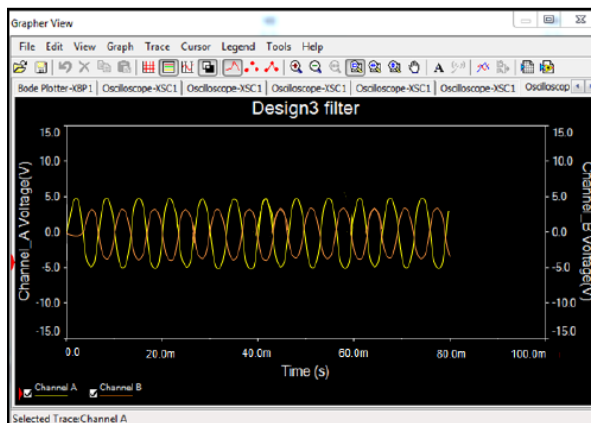 Grapher View
File Edit View Graph Trace Cursor Legend Tools Help
A
Bode Plotter-XBP1 Oscilloscope-XSC1 Oscilloscope-XSC1 Oscilloscope-XSC1 Oscilloscope-XSC1 Oscilloscope-XSC1 Oscilloscop
Design3 filter
15.0 15.0
10.0 10.0
5.0 5.0
0.0 0.0
-5.0 -5.0
-10.0 -10.0
-15.0 -15.0
Channel_A Voltage(V)
Channel_B Voltage(V)
0.0 20.0m 40.0m 60.0m 80.0m 100.0m
Time (s)
Channel A Channel B
Selected Trace:Channel A